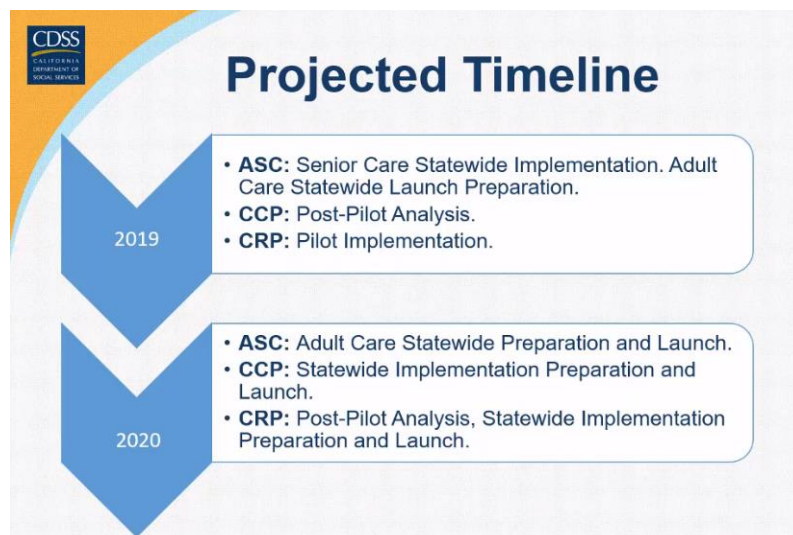 CDSS
CALIFORNIA
DEPARTMENT OF
SOCIAL SERVICES
Projected Timeline
2019
• ASC: Senior Care Statewide Implementation. Adult
Care Statewide Launch Preparation.
• CCP: Post-Pilot Analysis.
• CRP: Pilot Implementation.
2020
• ASC: Adult Care Statewide Preparation and Launch.
• CCP: Statewide Implementation Preparation and
Launch.
• CRP: Post-Pilot Analysis, Statewide Implementation
Preparation and Launch.